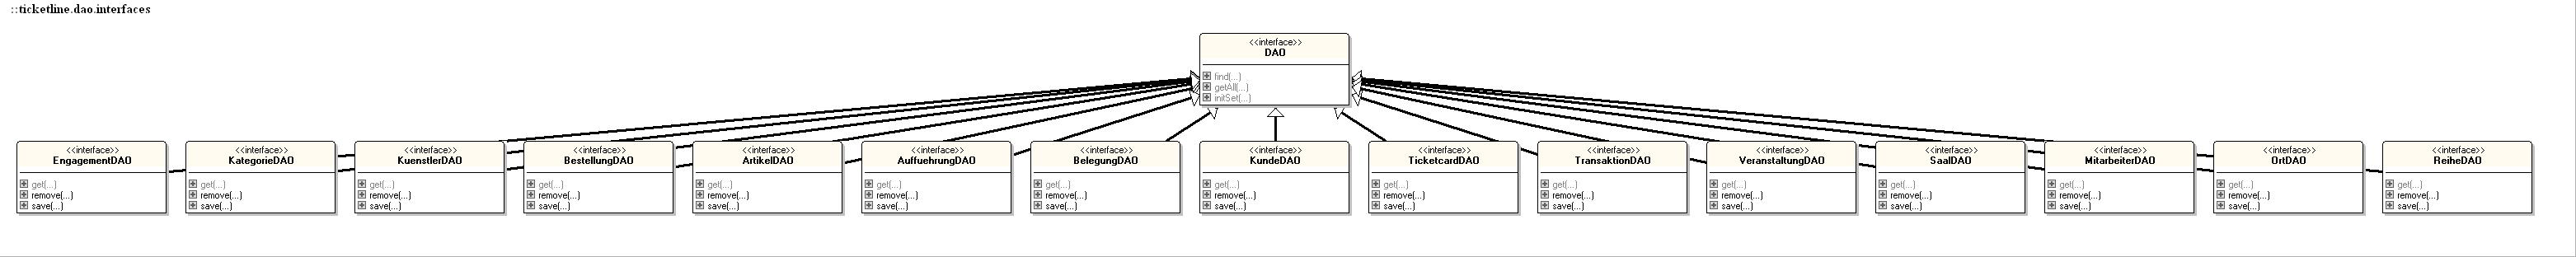 ::ticketline.dao.interfaces
<<interface>>
DAO
find(...)
getAll(...)
initSet(...)
<<interface>>
EngagementDAO
get(...)
remove(...)
save(...)
<<interface>>
KategorieDAO
get(...)
remove(...)
save(...)
<<interface>>
KuenstlerDAO
get(...)
remove(...)
save(...)
<<interface>>
BestellungDAO
get(...)
remove(...)
save(...)
<<interface>>
ArtikelDAO
get(...)
remove(...)
save(...)
<<interface>>
AuffuehrungDAO
get(...)
remove(...)
save(...)
<<interface>>
BelegungDAO
get(...)
remove(...)
save(...)
<<interface>>
KundeDAO
get(...)
remove(...)
save(...)
<<interface>>
TicketcardDAO
get(...)
remove(...)
save(...)
<<interface>>
TransaktionDAO
get(...)
remove(...)
save(...)
<<interface>>
VeranstaltungDAO
get(...)
remove(...)
save(...)
<<interface>>
SaalDAO
get(...)
remove(...)
save(...)
<<interface>>
MitarbeiterDAO
get(...)
remove(...)
save(...)
<<interface>>
OrtDAO
get(...)
remove(...)
save(...)
<<interface>>
ReiheDAO
get(...)
remove(...)
save(...)